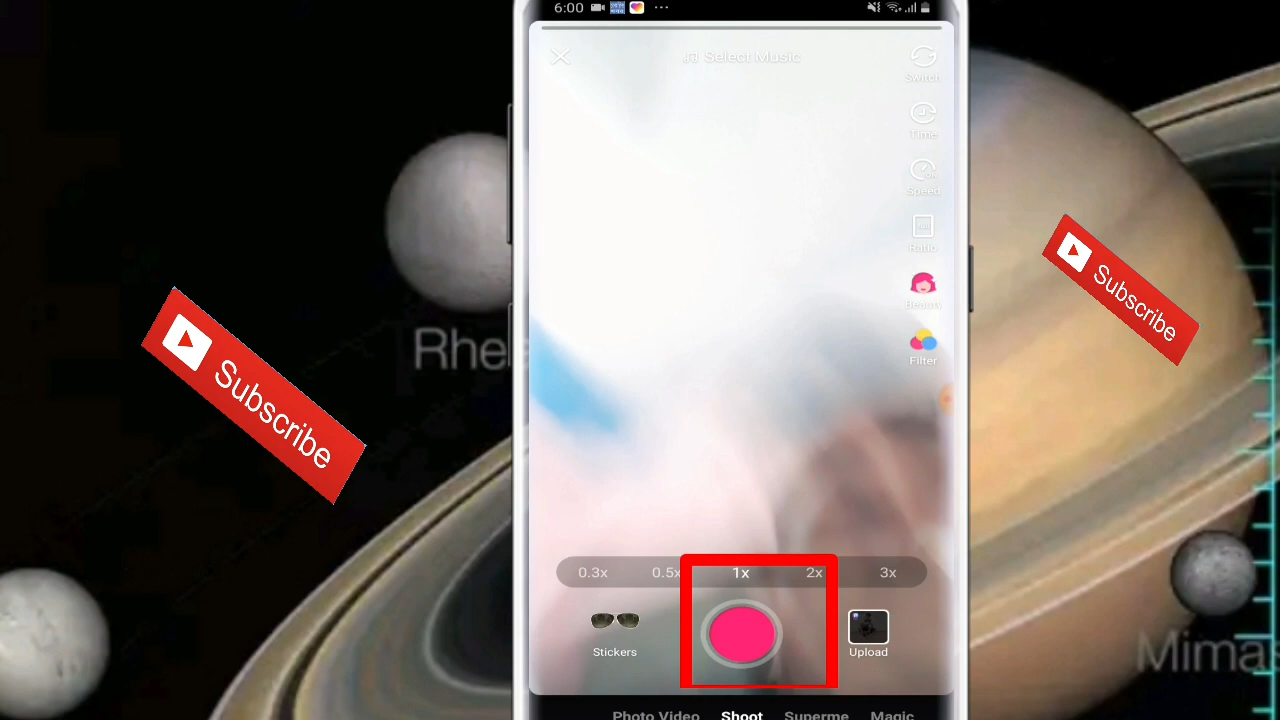 6:00
Select Music
Switch
Time
Speed
Ratio
Beauty
Filter
Subscribe
Subscribe
Rhe
0.3x 0.5x 1x 2x 3x
Stickers
Upload
Mimas
Photo Video Shoot Superme Magic